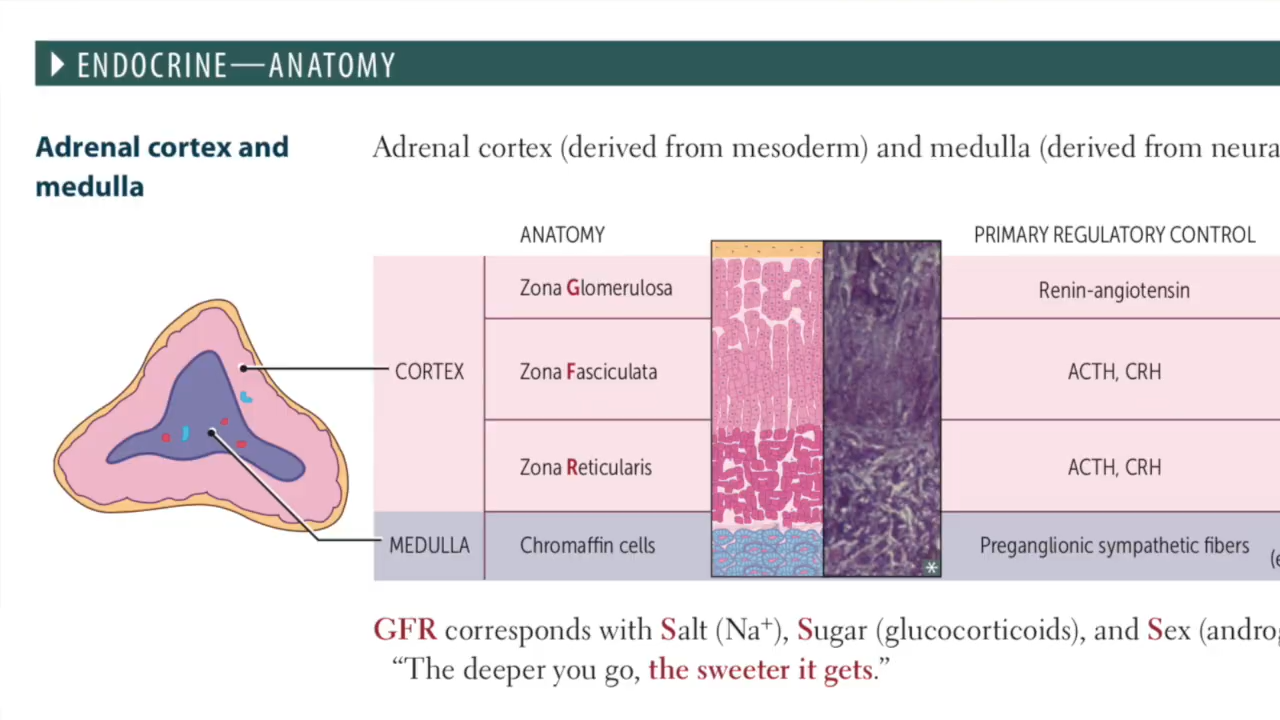 ENDOCRINE—ANATOMY
Adrenal cortex and
medulla
Adrenal cortex (derived from mesoderm) and medulla (derived from neura
ANATOMY
PRIMARY REGULATORY CONTROL
CORTEX
Zona Glomerulosa
Renin-angiotensin
Zona Fasciculata
ACTH, CRH
Zona Reticularis
ACTH, CRH
MEDULLA
Chromaffin cells
*
Preganglionic sympathetic fibers
(e
GFR corresponds with Salt (Na⁺), Sugar (glucocorticoids), and Sex (androg
“The deeper you go, the sweeter it gets.”